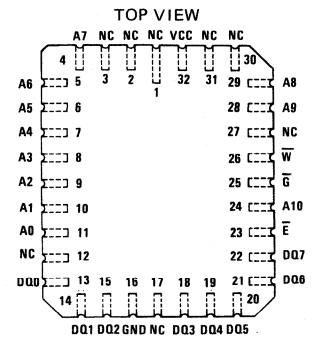 TOP VIEW
A7 NC NC NC VCC NC NC
4 3 2 1 32 31 30
A6 5 29 A8
A5 6 28 A9
A4 7 27 NC
A3 8 26 W
A2 9 25 G
A1 10 24 A10
A0 11 23 E
NC 12 22 DQ7
DQ0 13 21 DQ6
14 15 16 17 18 19 20
DQ1 DQ2 GND NC DQ3 DQ4 DQ5